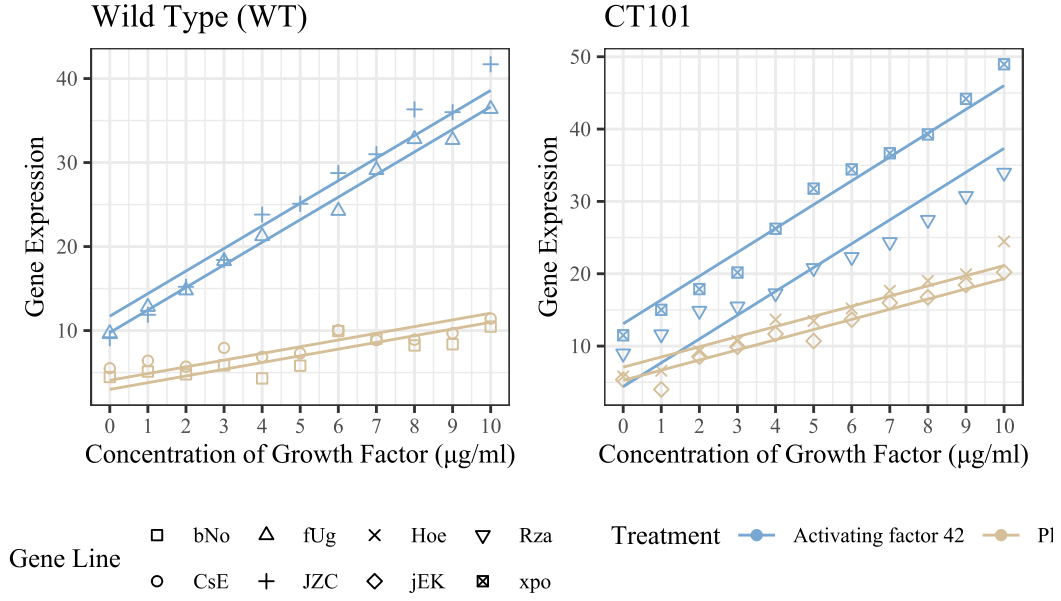 Wild Type (WT)
CT101
Gene Expression
40
30
20
10
0 1 2 3 4 5 6 7 8 9 10
Concentration of Growth Factor (μg/ml)
Gene Expression
50
40
30
20
10
0 1 2 3 4 5 6 7 8 9 10
Concentration of Growth Factor (μg/ml)
Gene Line
bNo fUg Hoe Rza
CsE JZC jEK xpo
Treatment Activating factor 42 Pl